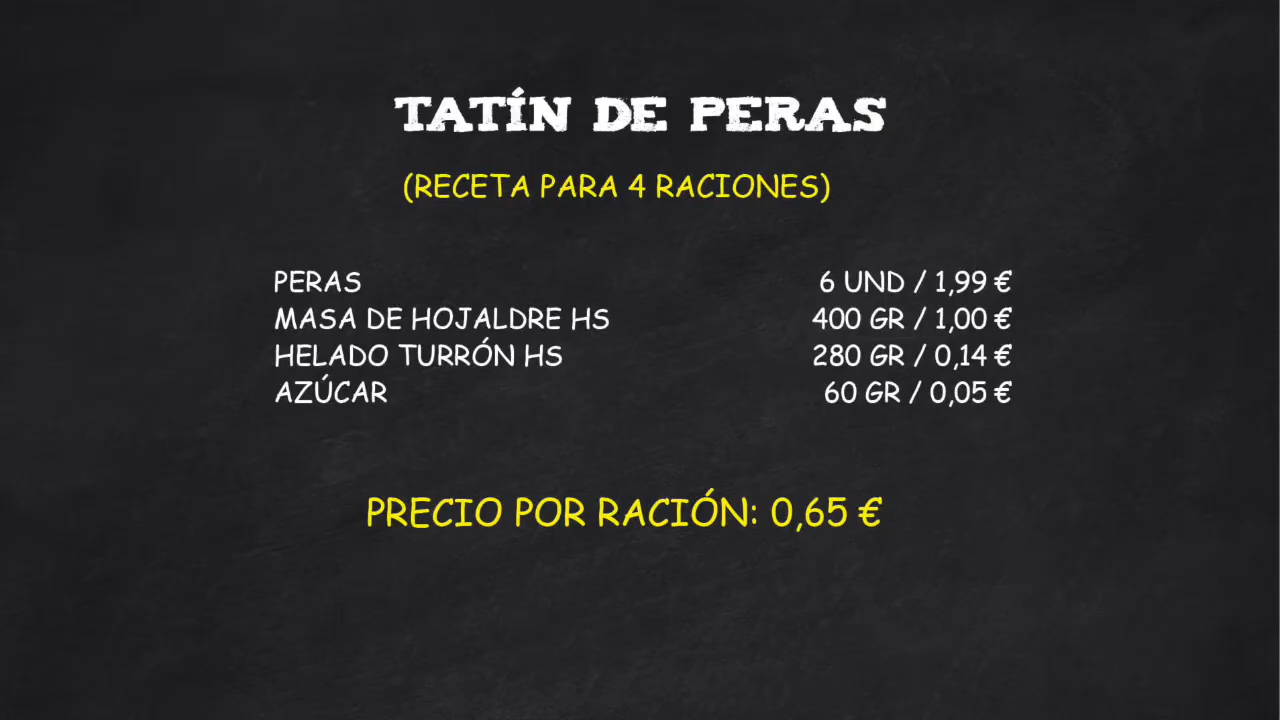 TATÍN DE PERAS
(RECETA PARA 4 RACIONES)
PERAS 6 UND / 1,99 €
MASA DE HOJALDRE HS 400 GR / 1,00 €
HELADO TURRÓN HS 280 GR / 0,14 €
AZÚCAR 60 GR / 0,05 €
PRECIO POR RACIÓN: 0,65 €